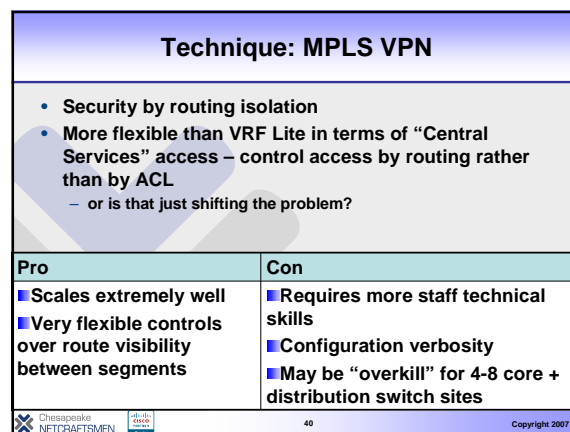 Technique: MPLS VPN
• Security by routing isolation
• More flexible than VRF Lite in terms of “Central
Services” access – control access by routing rather
than by ACL
– or is that just shifting the problem?
Pro
Scales extremely well
Very flexible controls
over route visibility
between segments
Con
Requires more staff technical
skills
Configuration verbosity
May be “overkill” for 4-8 core +
distribution switch sites
Chesapeake
NETCRAFTSMEN
CISCO
40
Copyright 2007